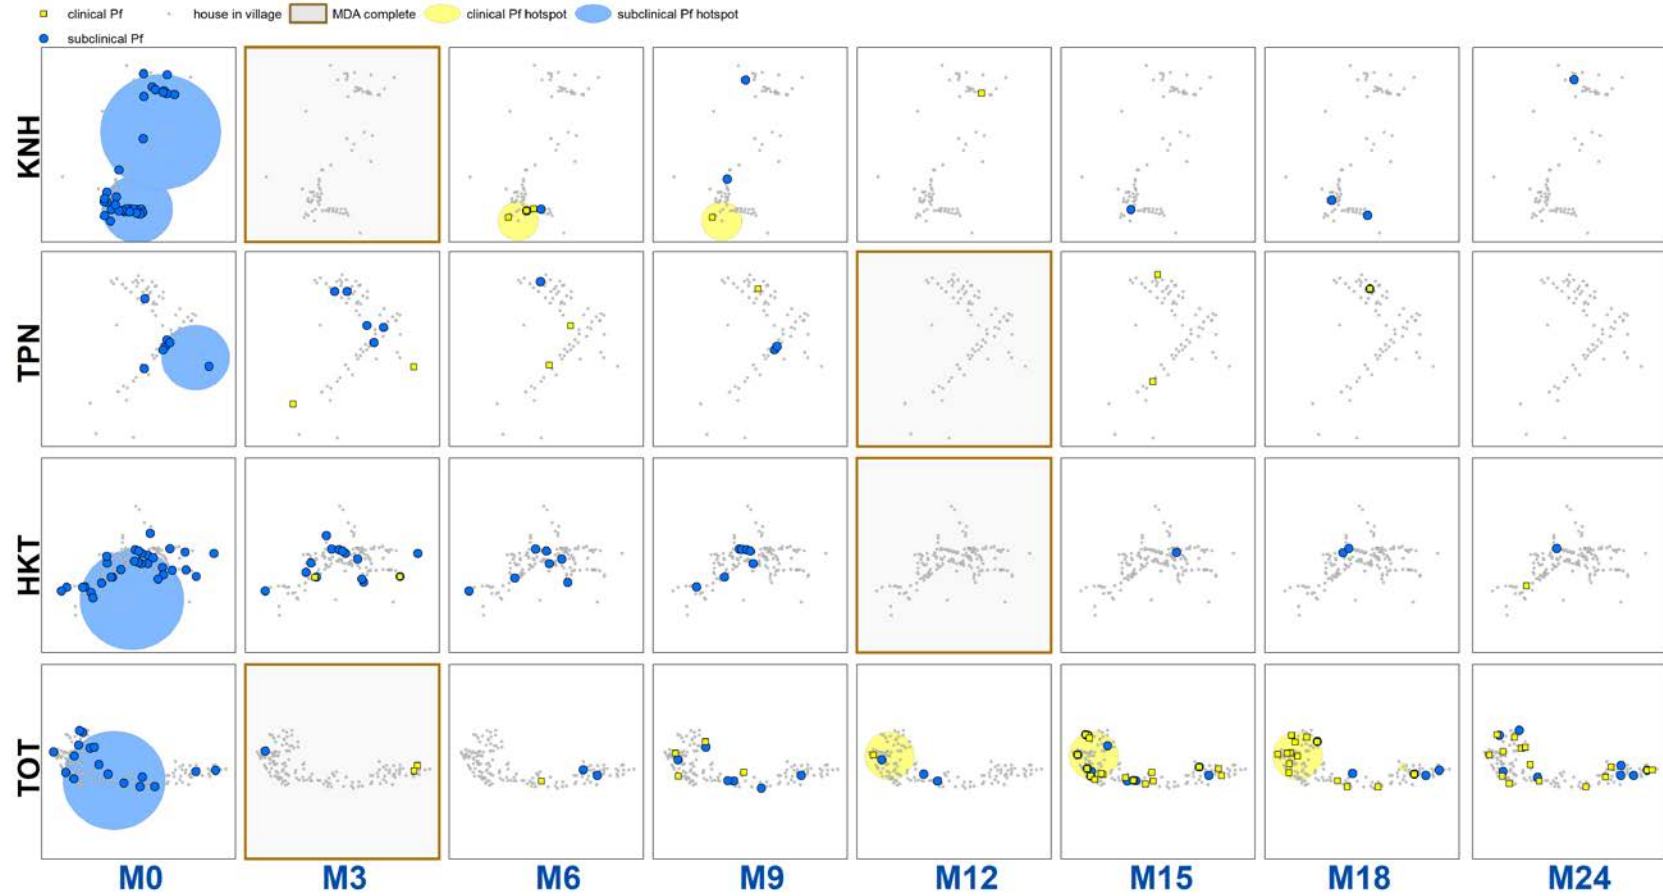 clinical Pf house in village MDA complete clinical Pf hotspot subclinical Pf hotspot
subclinical Pf
KNH
TPN
HKT
TOT
M0 M3 M6 M9 M12 M15 M18 M24